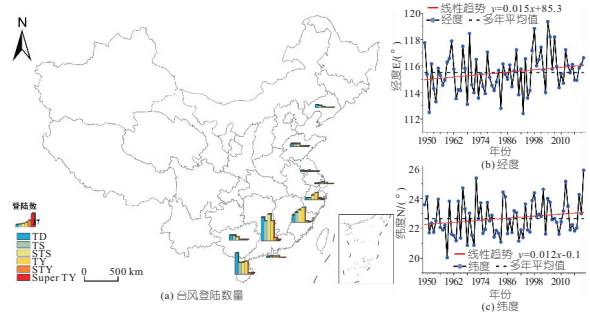 N
登陆数
TD
TS
STS
TY
STY
Super TY
0 500 km
(a) 台风登陆数量
线性趋势 y=0.015x+85.3
经度 多年平均值
经度E/(°)
120
118
116
114
112
1950 1962 1974 1986 1998 2010
年份
(b) 经度
纬度N/(°)
26
24
22
20
线性趋势 y=0.012x-0.1
纬度 多年平均值
1950 1962 1974 1986 1998 2010
年份
(c) 纬度